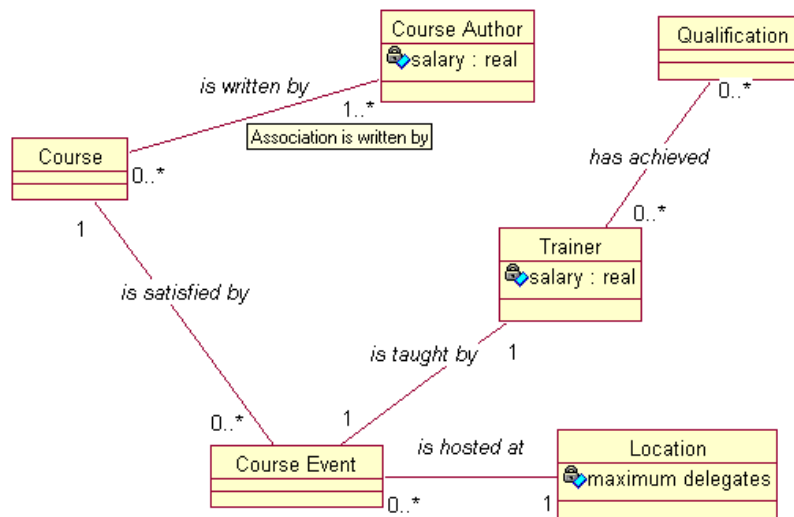 Course Author
salary : real
Qualification
is written by
1..*
0..*
Association is written by
Course
0..*
has achieved
1
0..*
Trainer
salary : real
is satisfied by
is taught by
1
0..*
1
Course Event
is hosted at
Location
maximum delegates
0..*
1